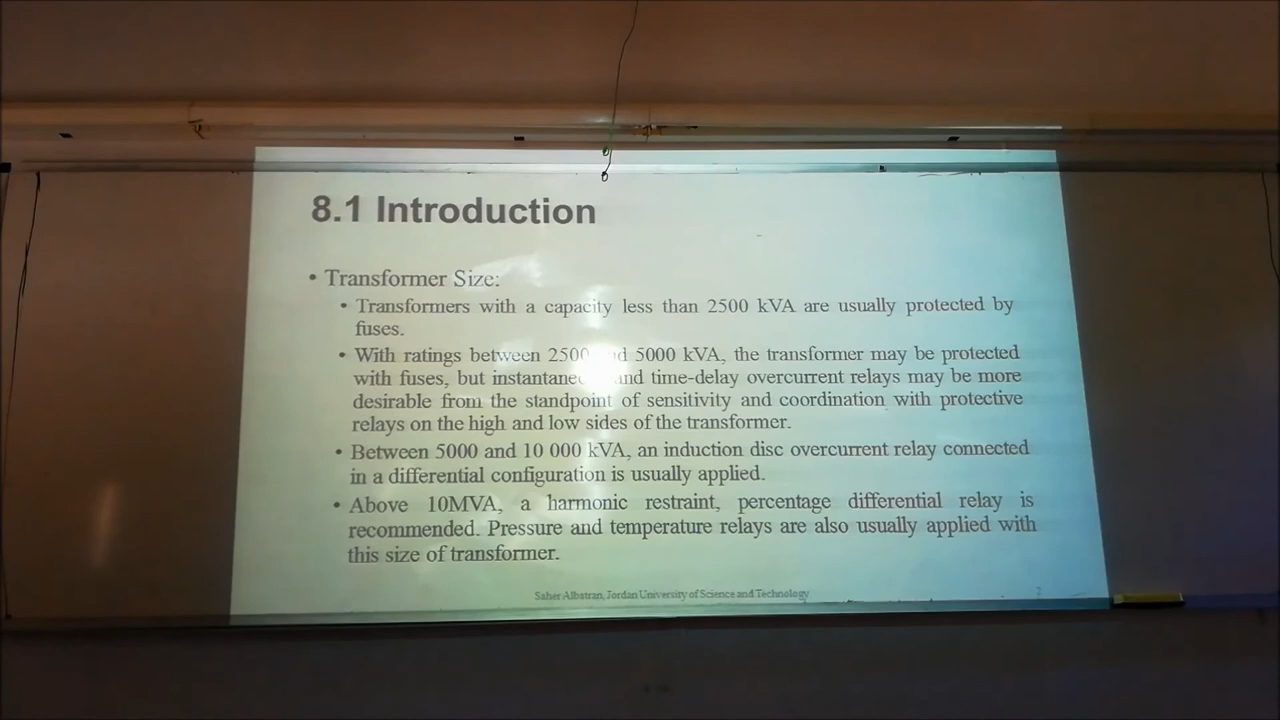 8.1 Introduction
• Transformer Size:
• Transformers with a capacity less than 2500 kVA are usually protected by
fuses.
• With ratings between 2500 5000 kVA, the transformer may be protected
with fuses, but and time-delay overcurrent relays may be more
desirable from the standpoint of sensitivity and coordination with protective
relays on the high and low sides of the transformer.
• Between 5000 and 10 000 kVA, an induction disc overcurrent relay connected
in a differential configuration is usually applied.
• Above 10MVA, a harmonic restraint, percentage differential relay is
recommended. Pressure and temperature relays are also usually applied with
this size of transformer.
Saher Albatran, Jordan University of Science and Technology
2